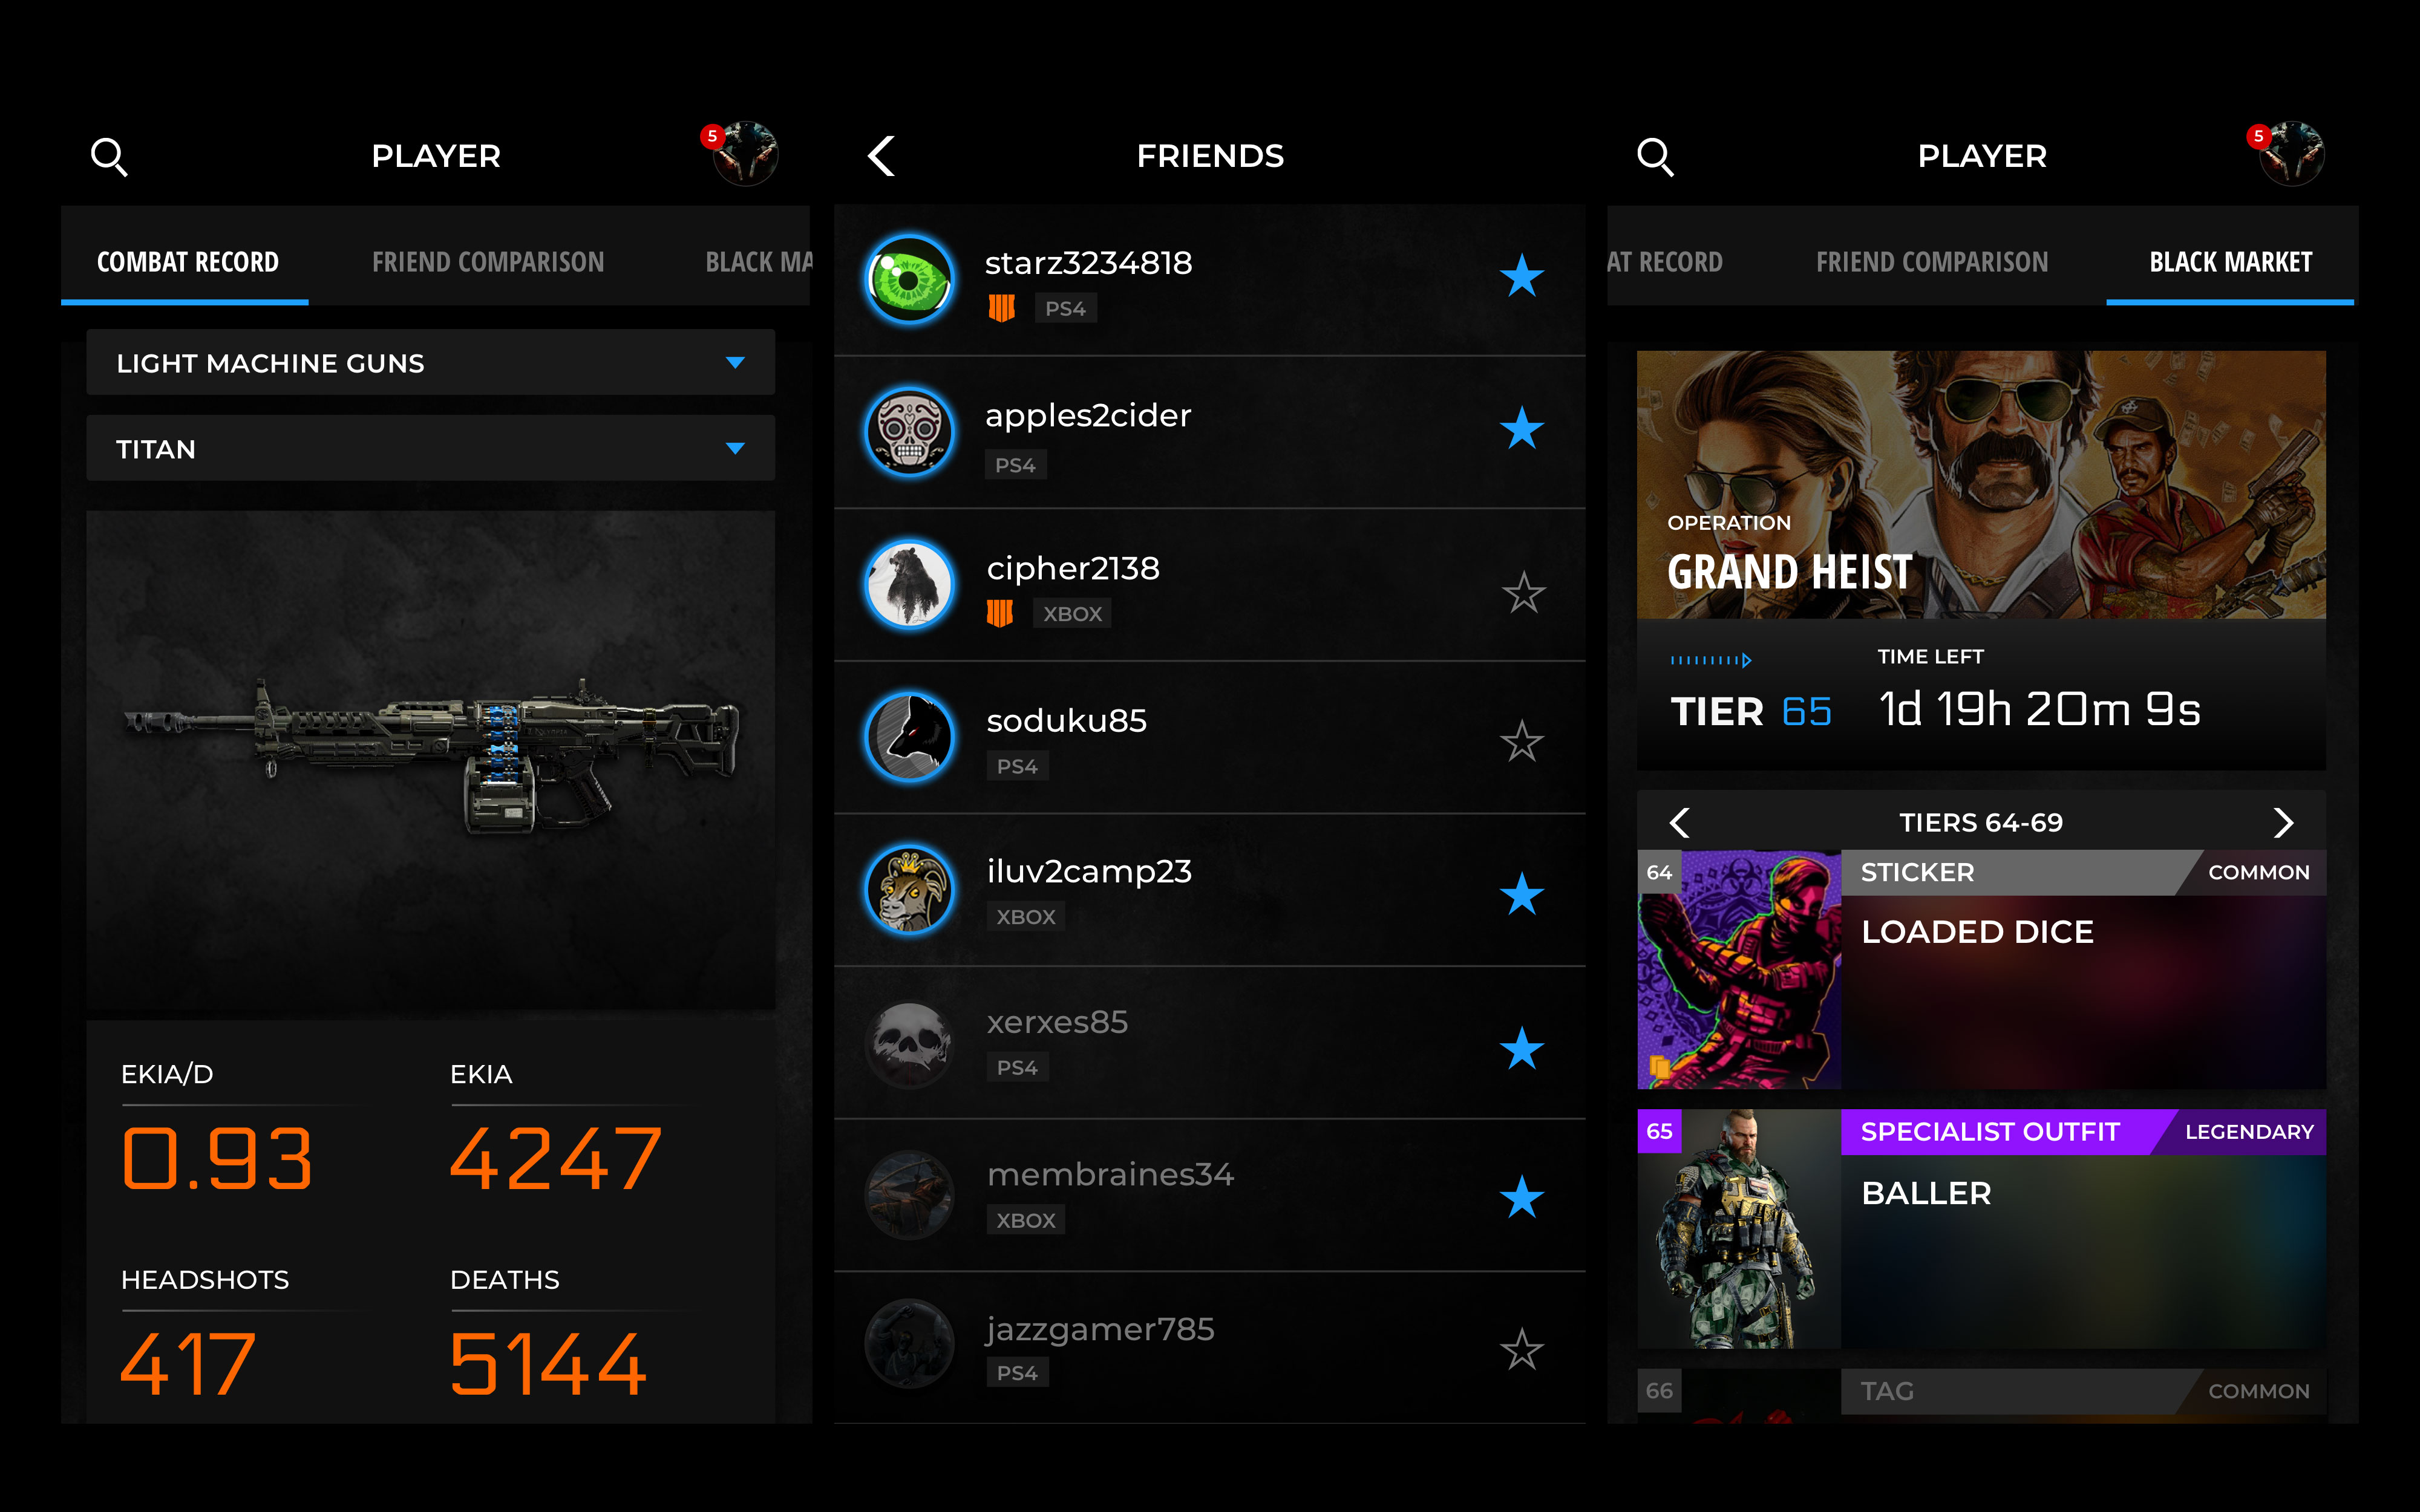 PLAYER
5
COMBAT RECORD
FRIEND COMPARISON
BLACK MA
LIGHT MACHINE GUNS
TITAN
EKIA/D
EKIA
0.93
4247
HEADSHOTS
DEATHS
417
5144
FRIENDS
starz3234818
PS4
apples2cider
PS4
cipher2138
XBOX
soduku85
PS4
iluv2camp23
XBOX
xerxes85
PS4
membraines34
XBOX
jazzgamer785
PS4
PLAYER
5
AT RECORD
FRIEND COMPARISON
BLACK MARKET
OPERATION
GRAND HEIST
TIME LEFT
TIER 65
1d 19h 20m 9s
TIERS 64-69
64
STICKER
COMMON
LOADED DICE
65
SPECIALIST OUTFIT
LEGENDARY
BALLER
66
TAG
COMMON